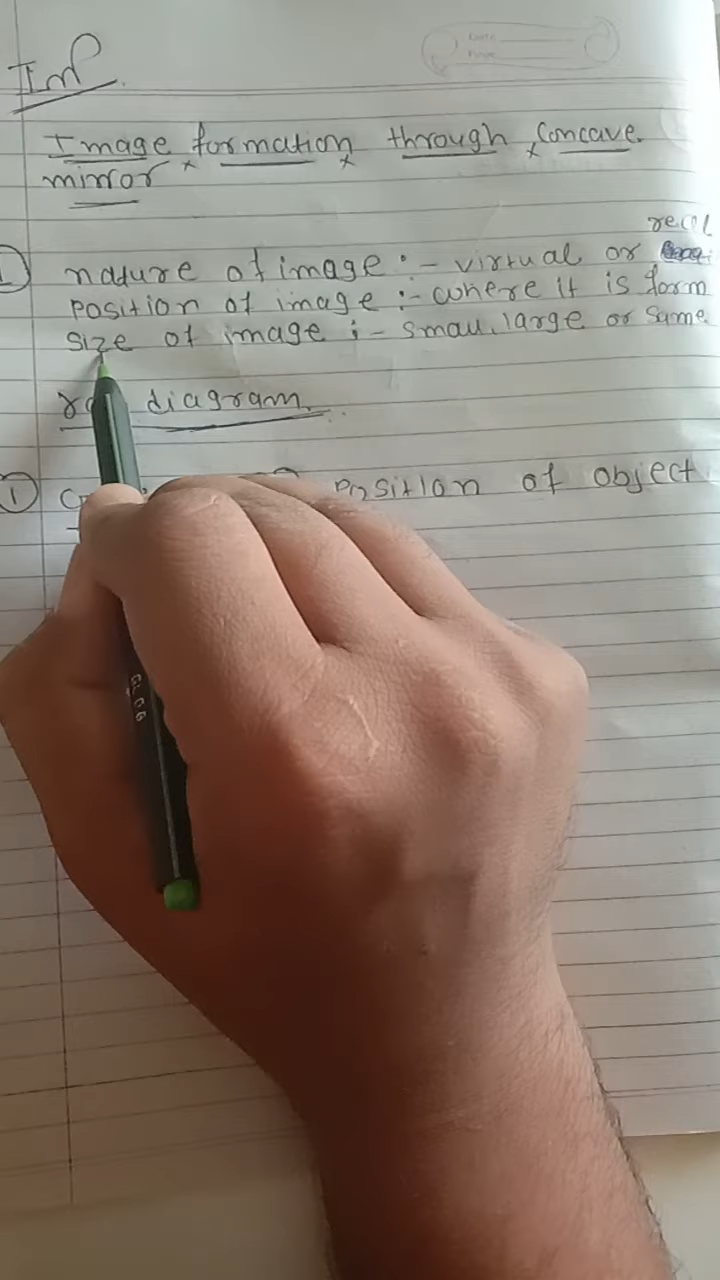 Imp.
Image formation through concave
mirror
real
nature of image :- virtual or
position of image :- where it is form
size of image :- small, large or same
diagram
① position of object